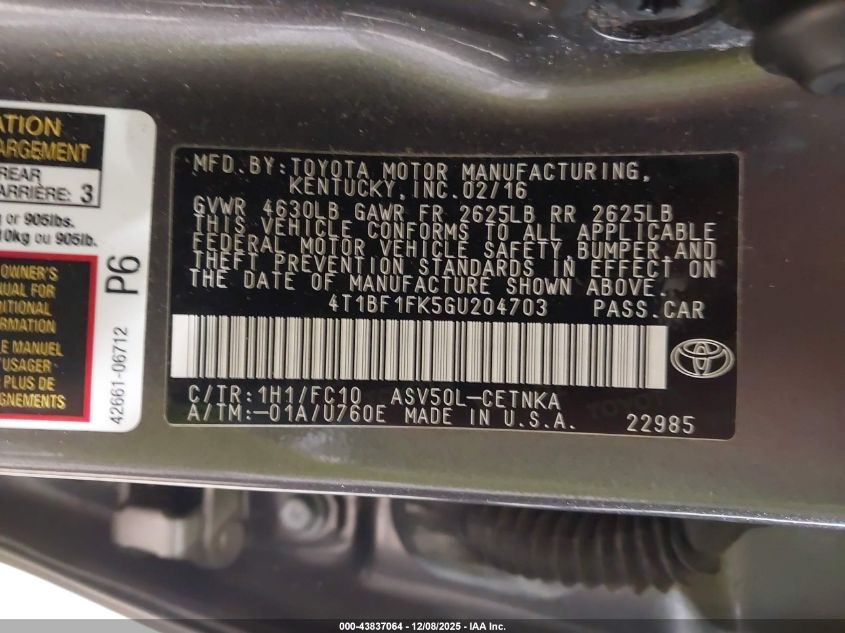 ATION
ARGEMENT
REAR
ARRIÈRE: 3
or 905lbs.
10kg ou 905lb.
OWNER'S
NUAL FOR
DITIONAL
FORMATION
LE MANUEL
'USAGER
PLUS DE
GNEMENTS
P6
42661-06712
MFD.BY:TOYOTA MOTOR MANUFACTURING,
KENTUCKY,INC.02/16
GVWR 4630LB GAWR FR 2625LB RR 2625LB
THIS VEHICLE CONFORMS TO ALL APPLICABLE
FEDERAL MOTOR VEHICLE SAFETY,BUMPER,AND
THEFT PREVENTION STANDARDS IN EFFECT ON
THE DATE OF MANUFACTURE SHOWN ABOVE.
4T1BF1FK5GU204703 PASS.CAR
C/TR:1H1/FC10 ASV50L-CETNKA
A/TM:-01A/U760E MADE IN U.S.A.
22985
000-43837064 - 12/08/2025 - IAA Inc.